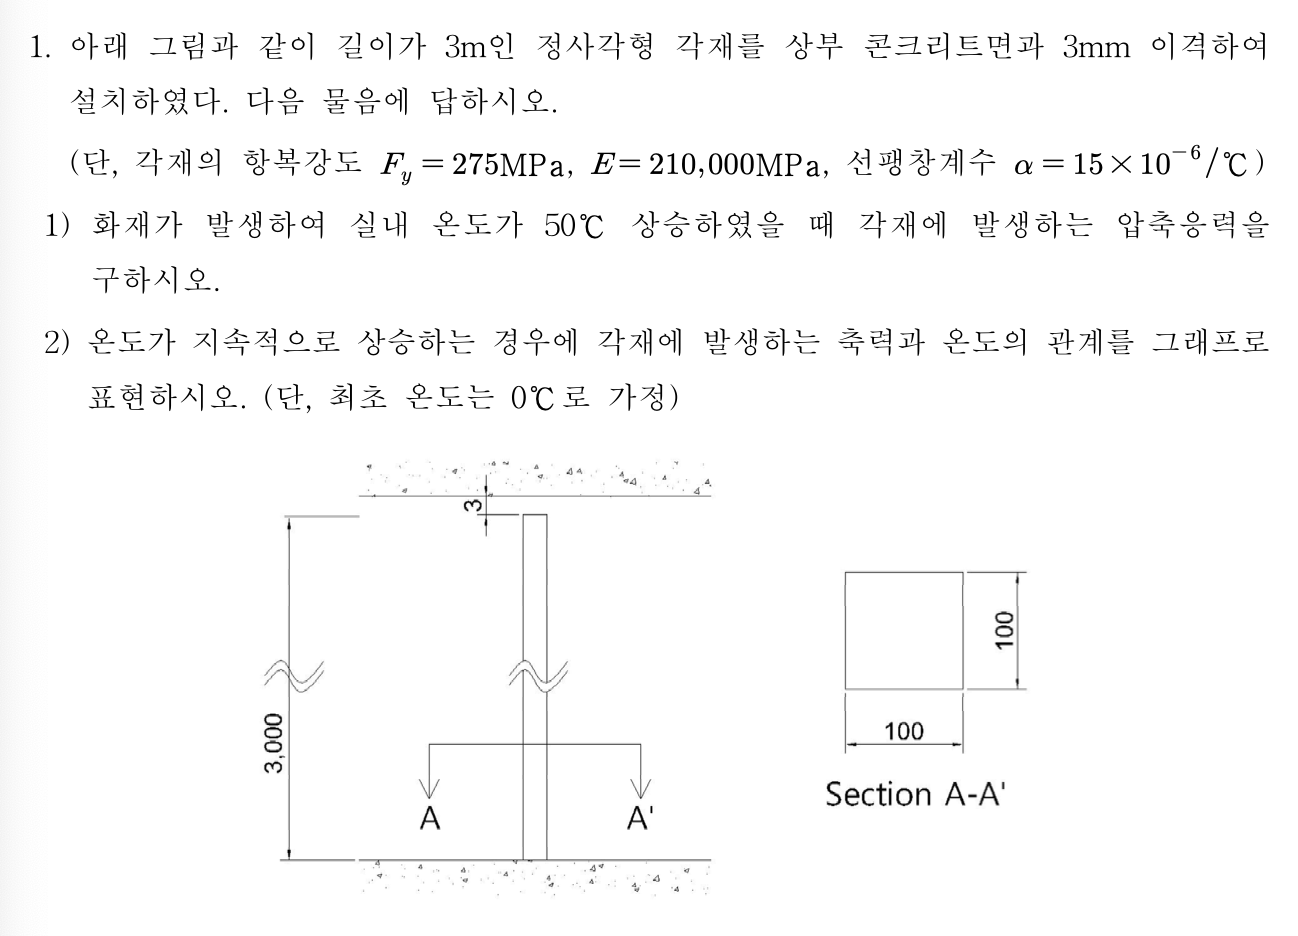 1. 아래 그림과 같이 길이가 3m인 정사각형 각재를 상부 콘크리트면과 3mm 이격하여
설치하였다. 다음 물음에 답하시오.
(단, 각재의 항복강도 F_y = 275MPa, E = 210,000MPa, 선팽창계수 α = 15×10⁻⁶/℃)
1) 화재가 발생하여 실내 온도가 50℃ 상승하였을 때 각재에 발생하는 압축응력을
구하시오.
2) 온도가 지속적으로 상승하는 경우에 각재에 발생하는 축력과 온도의 관계를 그래프로
표현하시오. (단, 최초 온도는 0℃로 가정)
3
3,000
A
A'
100
100
Section A-A'